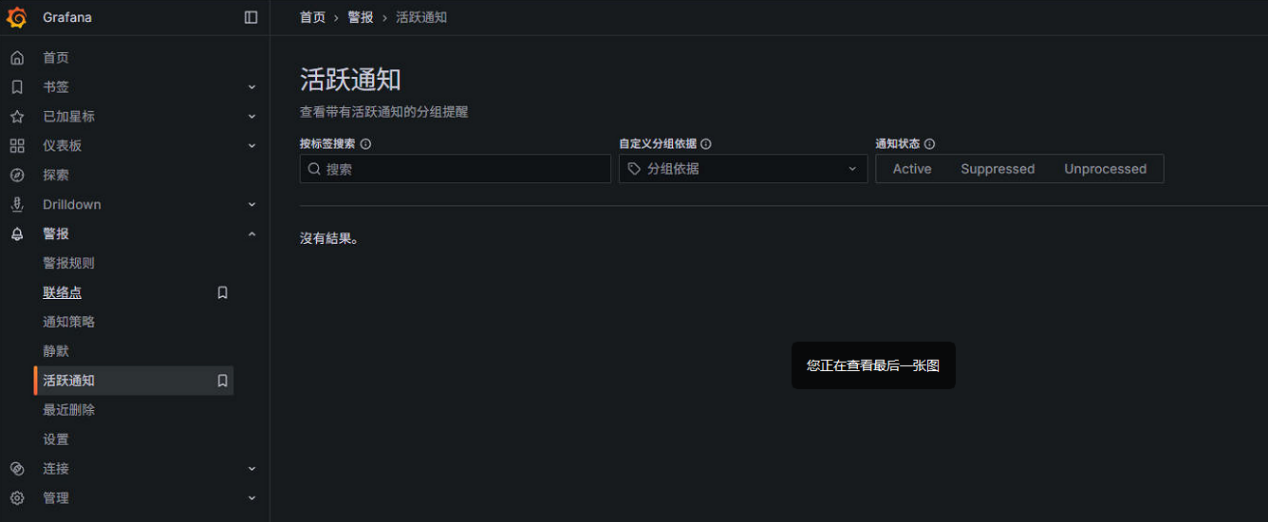 Grafana
首页 › 警报 › 活跃通知
首页
书签
已加星标
仪表板
探索
Drilldown
警报
警报规则
联络点
通知策略
静默
活跃通知
最近删除
设置
连接
管理
活跃通知
查看带有活跃通知的分组提醒
按标签搜索
自定义分组依据
通知状态
搜索
分组依据
Active Suppressed Unprocessed
沒有結果。
您正在查看最后一张图